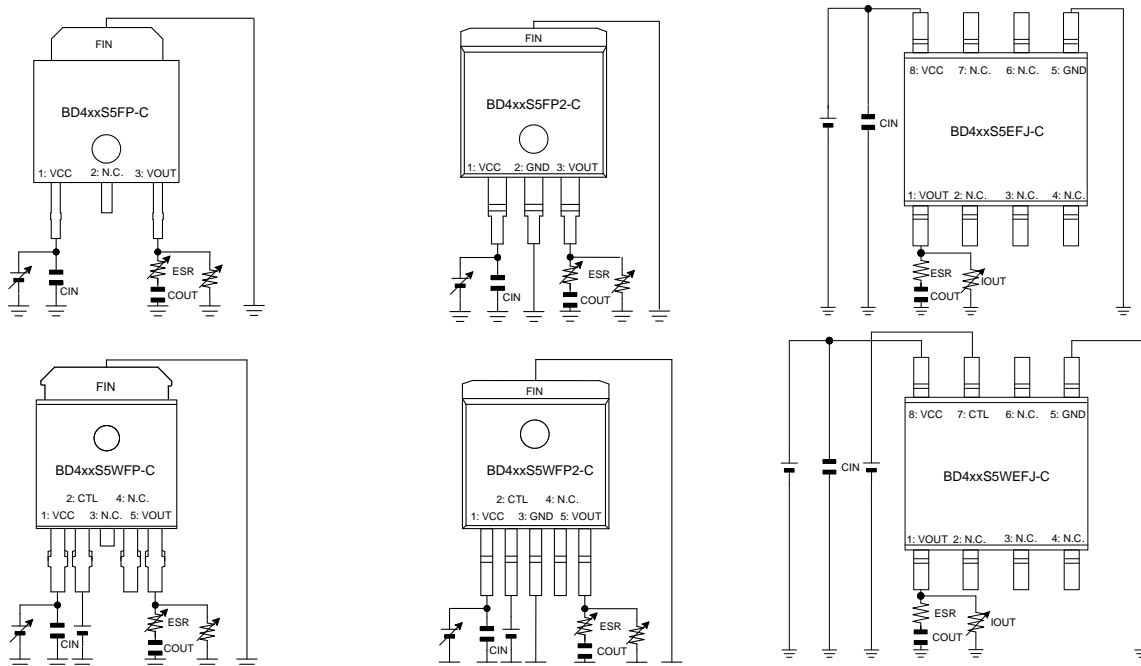 FIN
BD4xxS5FP-C
1: VCC 2: N.C. 3: VOUT
ESR
CIN
COUT
FIN
BD4xxS5FP2-C
1: VCC 2: GND 3: VOUT
ESR
CIN
COUT
8: VCC 7: N.C. 6: N.C. 5: GND
CIN
BD4xxS5EFJ-C
1: VOUT 2: N.C. 3: N.C. 4: N.C.
ESR
IOUT
COUT
FIN
BD4xxS5WFP-C
2: CTL 4: N.C.
1: VCC 3: N.C. 5: VOUT
ESR
CIN
COUT
FIN
BD4xxS5WFP2-C
2: CTL 4: N.C.
1: VCC 3: GND 5: VOUT
ESR
CIN
COUT
8: VCC 7: CTL 6: N.C. 5: GND
CIN
BD4xxS5WEFJ-C
1: VOUT 2: N.C. 3: N.C. 4: N.C.
ESR
IOUT
COUT